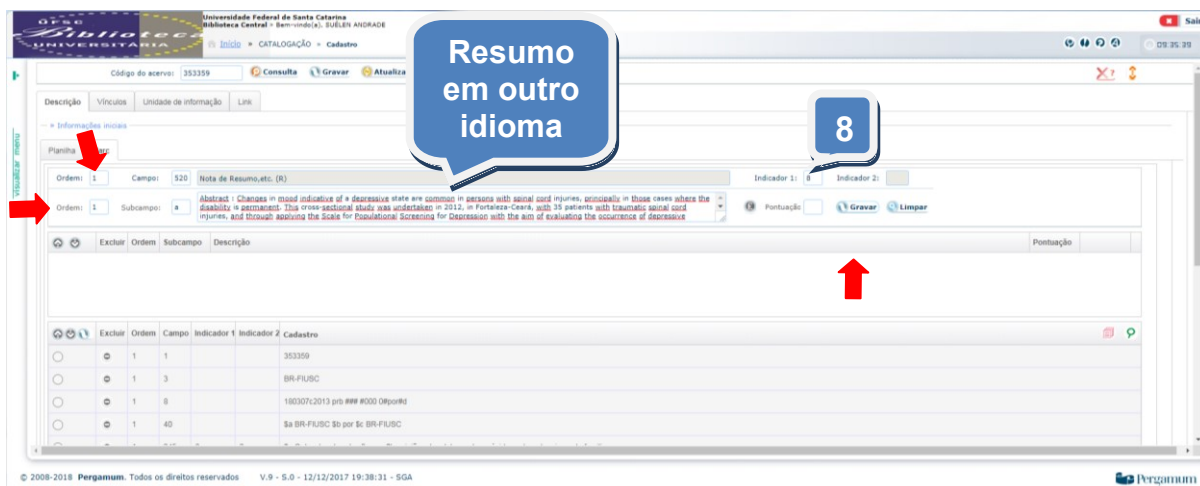 UFSC
Biblioteca
UNIVERSITÁRIA
Universidade Federal de Santa Catarina
Biblioteca Central - Bem-vindo(a), SUÉLEN ANDRADE
Início » CATALOGAÇÃO » Cadastro
Sair
09:35:39
Resumo
em outro
idioma
8
Código do acervo: 353359 Consulta Gravar Atualiza
Descrição Vínculos Unidade de informação Link
visualizar menu
» Informações iniciais
Planilha
Ordem: 1 Campo: 520 Nota de Resumo,etc. (R) Indicador 1: 8 Indicador 2:
Ordem: 1 Subcampo: a
Abstract : Changes in mood indicative of a depressive state are common in persons with spinal cord injuries, principally in those cases where the
disability is permanent. This cross-sectional study was undertaken in 2012, in Fortaleza-Ceará, with 35 patients with traumatic spinal cord
injuries, and through applying the Scale for Populational Screening for Depression with the aim of evaluating the occurrence of depressive
Pontuação Gravar Limpar
Excluir Ordem Subcampo Descrição Pontuação
Excluir Ordem Campo Indicador 1 Indicador 2 Cadastro
1 1 353359
1 3 BR-FIUSC
1 8 180307c2013 prb ### #000 0#por#d
1 40 $a BR-FIUSC $b por $c BR-FIUSC
© 2008-2018 Pergamum. Todos os direitos reservados V.9 - 5.0 - 12/12/2017 19:38:31 - SGA
Pergamum